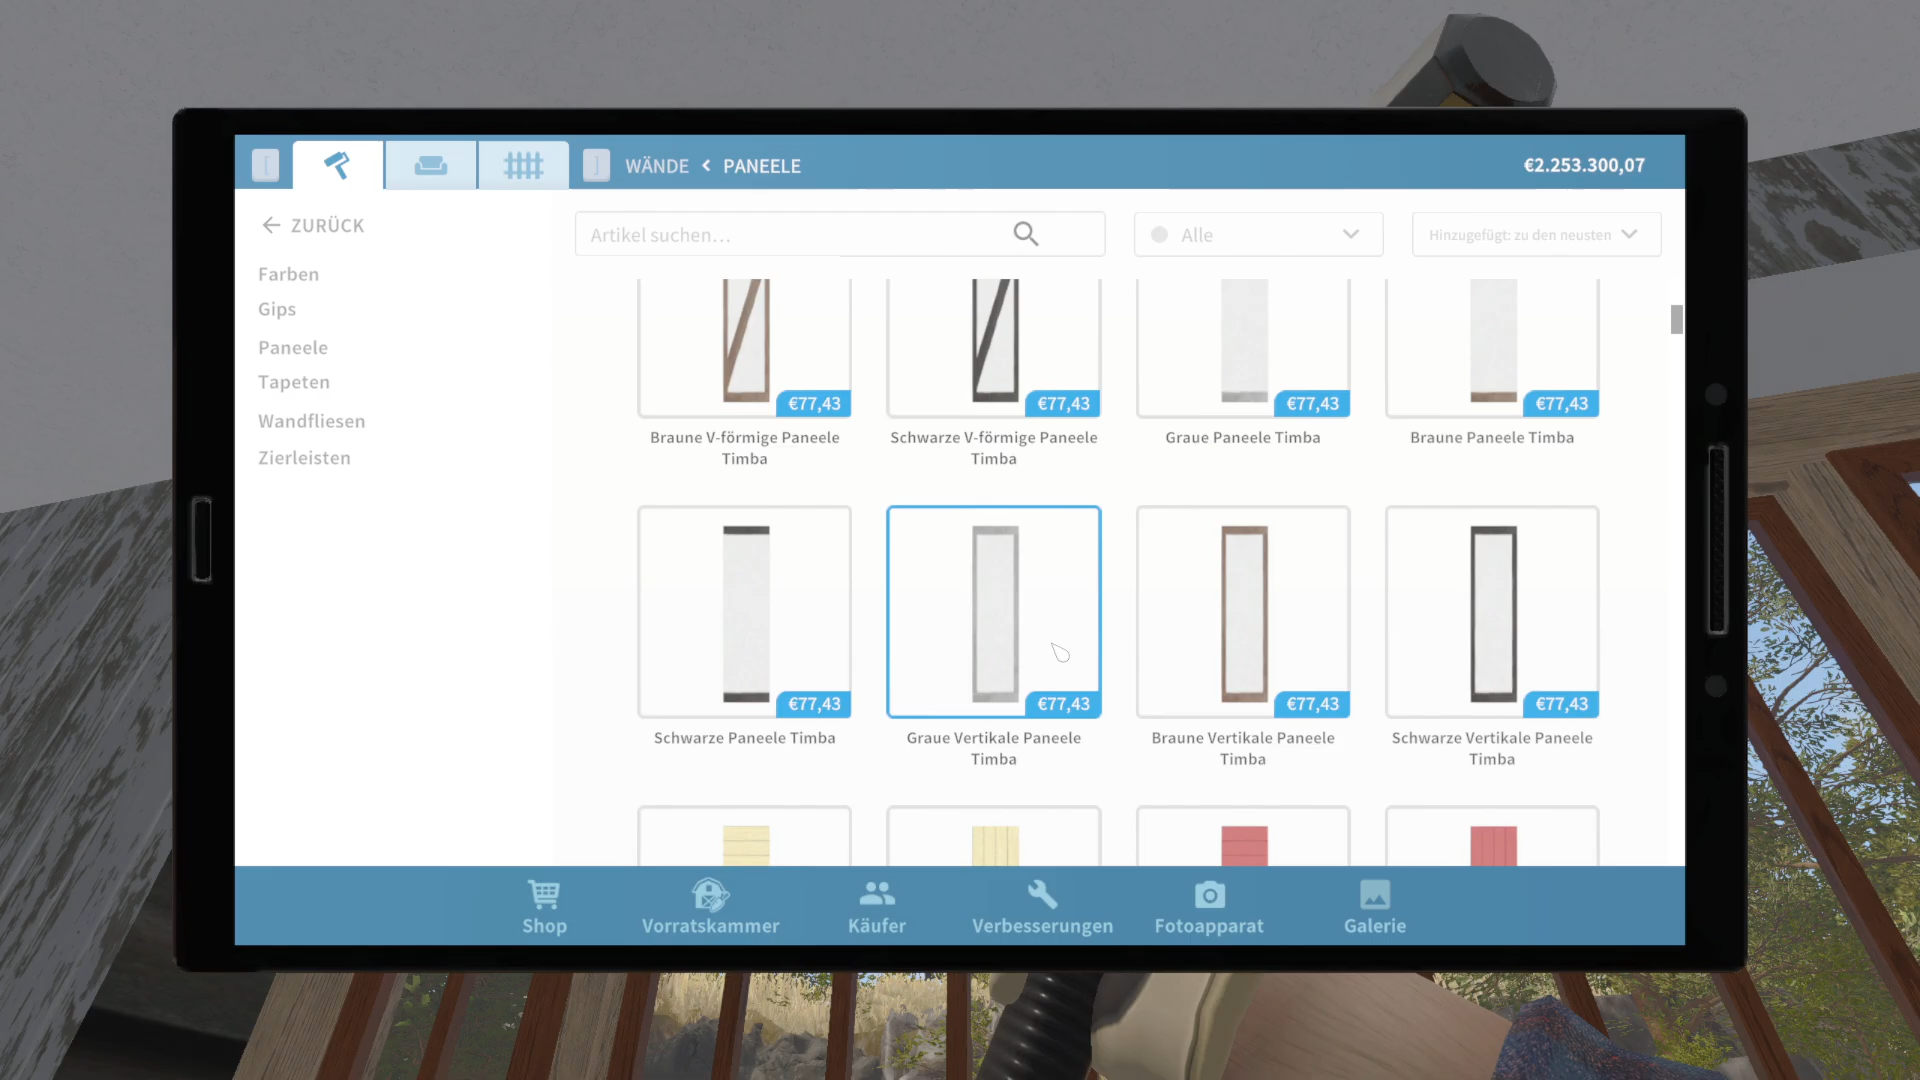 [
]
WÄNDE < PANEELE
€2.253.300,07
ZURÜCK
Farben
Gips
Paneele
Tapeten
Wandfliesen
Zierleisten
Artikel suchen...
Alle
Hinzugefügt: zu den neusten
€77,43
€77,43
€77,43
€77,43
Braune V-förmige Paneele
Timba
Schwarze V-förmige Paneele
Timba
Graue Paneele Timba
Braune Paneele Timba
€77,43
€77,43
€77,43
€77,43
Schwarze Paneele Timba
Graue Vertikale Paneele
Timba
Braune Vertikale Paneele
Timba
Schwarze Vertikale Paneele
Timba
Shop
Vorratskammer
Käufer
Verbesserungen
Fotoapparat
Galerie